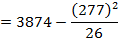 = 3874 − (277)²/26